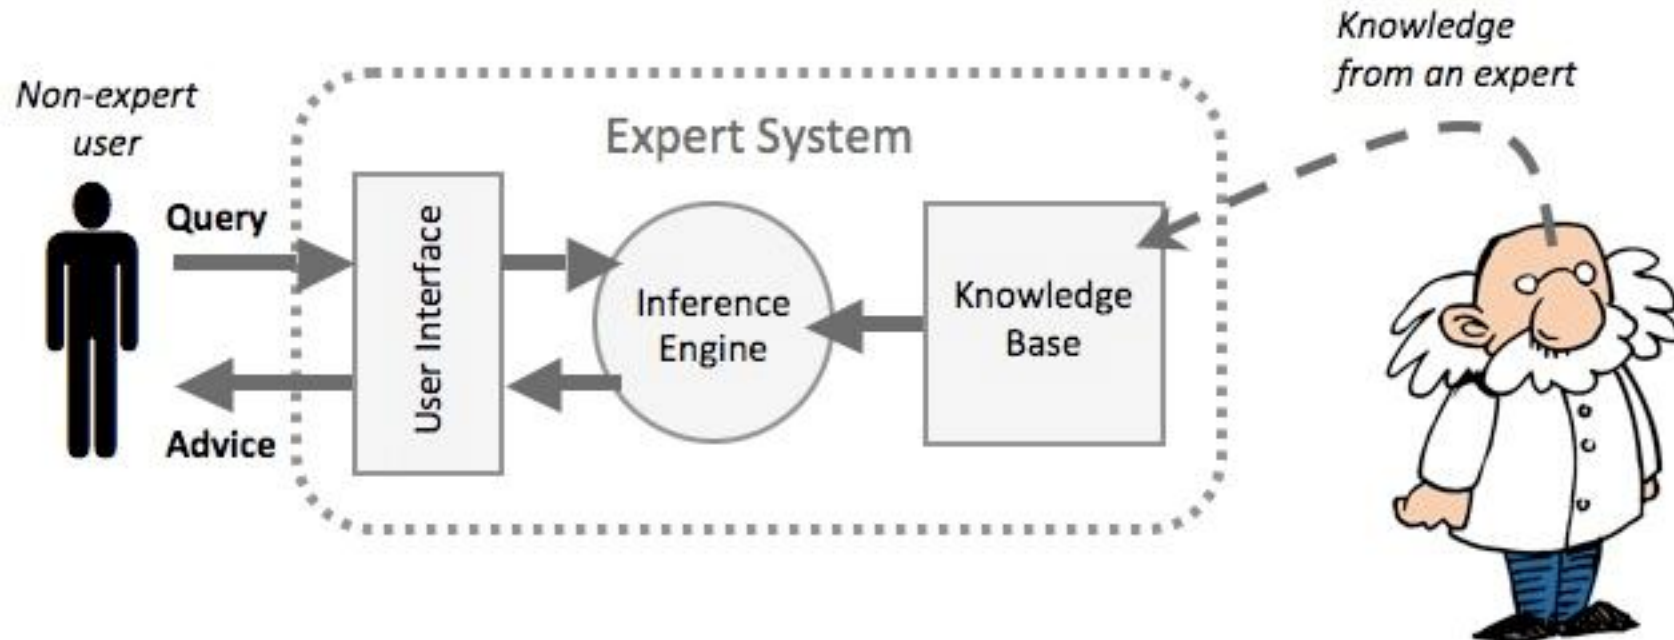 Non-expert
user
Query
Advice
Expert System
User Interface
Inference
Engine
Knowledge
Base
Knowledge
from an expert